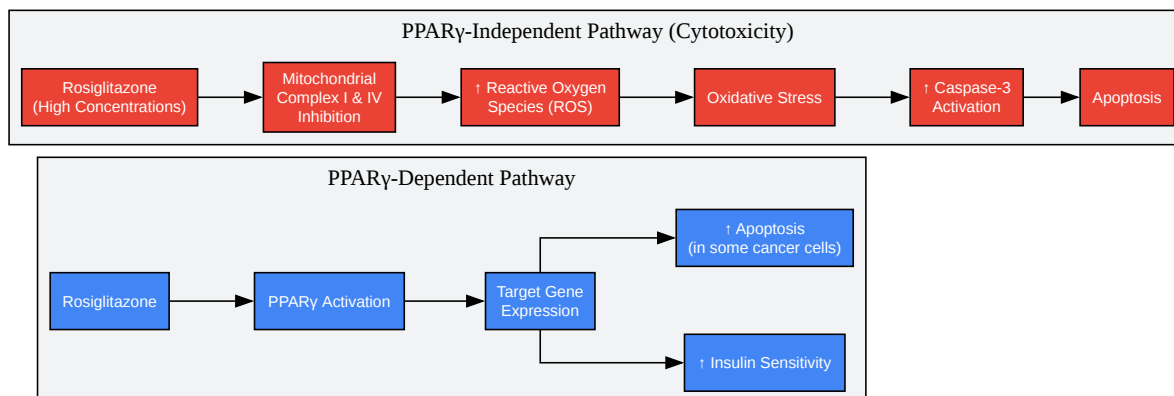 PPARγ-Independent Pathway (Cytotoxicity)
Rosiglitazone
(High Concentrations)
Mitochondrial
Complex I & IV
Inhibition
↑ Reactive Oxygen
Species (ROS)
Oxidative Stress
↑ Caspase-3
Activation
Apoptosis
PPARγ-Dependent Pathway
Rosiglitazone
PPARγ Activation
Target Gene
Expression
↑ Apoptosis
(in some cancer cells)
↑ Insulin Sensitivity